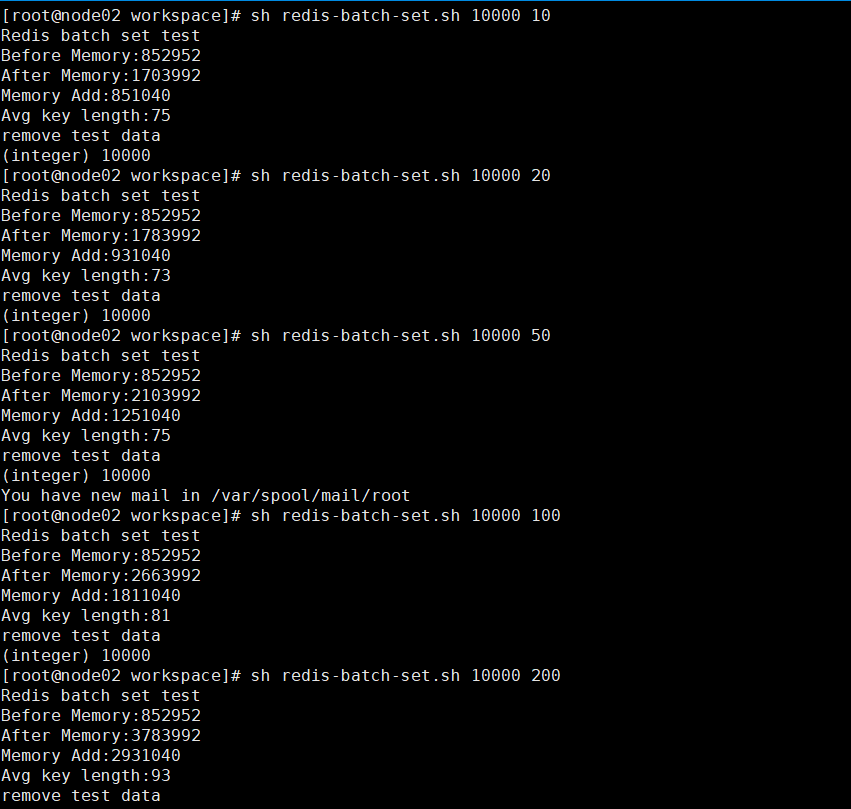 [root@node02 workspace]# sh redis-batch-set.sh 10000 10
Redis batch set test
Before Memory:852952
After Memory:1703992
Memory Add:851040
Avg key length:75
remove test data
(integer) 10000
[root@node02 workspace]# sh redis-batch-set.sh 10000 20
Redis batch set test
Before Memory:852952
After Memory:1783992
Memory Add:931040
Avg key length:73
remove test data
(integer) 10000
[root@node02 workspace]# sh redis-batch-set.sh 10000 50
Redis batch set test
Before Memory:852952
After Memory:2103992
Memory Add:1251040
Avg key length:75
remove test data
(integer) 10000
You have new mail in /var/spool/mail/root
[root@node02 workspace]# sh redis-batch-set.sh 10000 100
Redis batch set test
Before Memory:852952
After Memory:2663992
Memory Add:1811040
Avg key length:81
remove test data
(integer) 10000
[root@node02 workspace]# sh redis-batch-set.sh 10000 200
Redis batch set test
Before Memory:852952
After Memory:3783992
Memory Add:2931040
Avg key length:93
remove test data